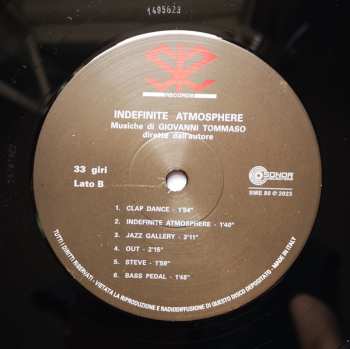 1495623
RECORDS
INDEFINITE ATMOSPHERE
Musiche di GIOVANNI TOMMASO
dirette dall'autore
33 giri
Lato B
SONOR
SME 80 ℗ 2023
1. CLAP DANCE - 1'54"
2. INDEFINITE ATMOSPHERE - 1'40"
3. JAZZ GALLERY - 2'11"
4. OUT - 2'15"
5. STEVE - 1'59"
6. BASS PEDAL - 1'48"
TUTTI I DIRITTI RISERVATI - VIETATA LA RIPRODUZIONE E RADIODIFFUSIONE DI QUESTO DISCO DEPOSITATO - MADE IN ITALY